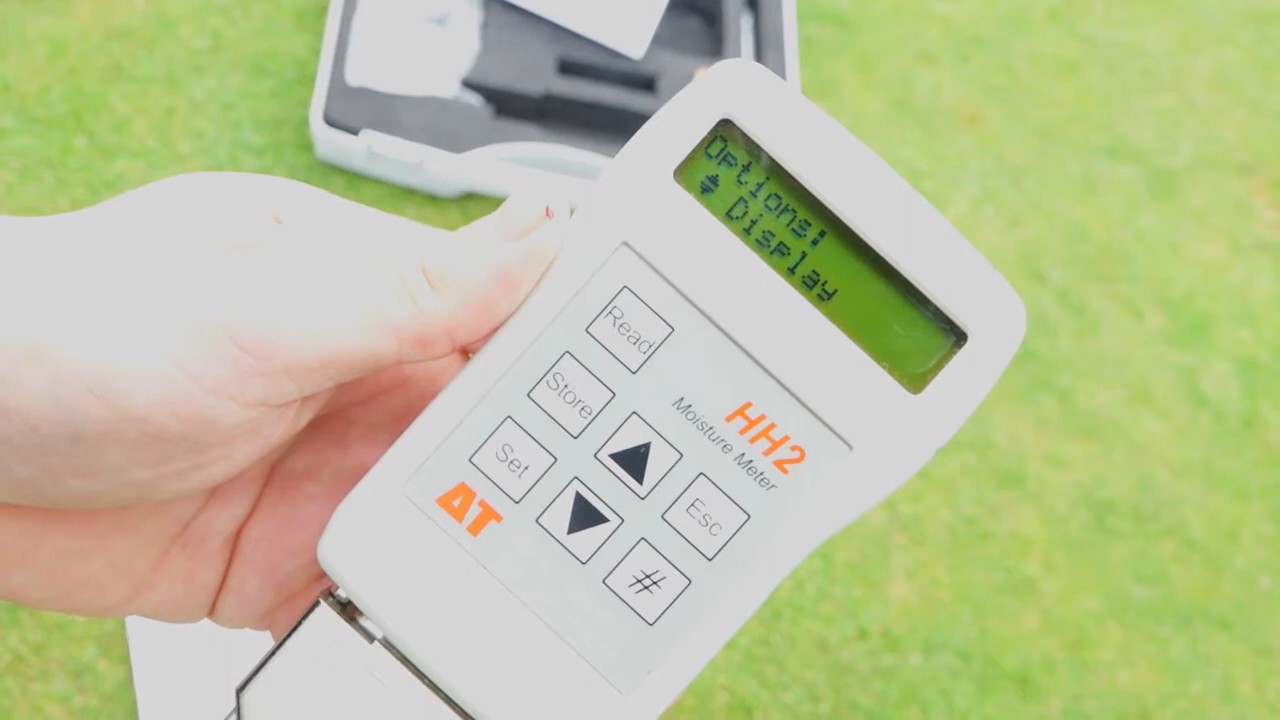 Options:
Display
Read
Store
Set
HH2
Moisture Meter
Esc
#
ΔT